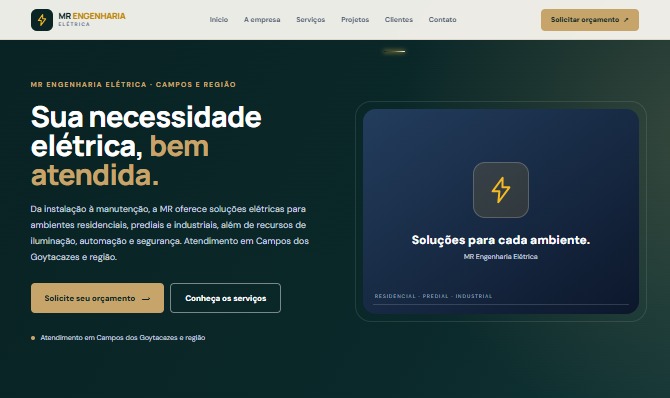 MR ENGENHARIA
ELÉTRICA
Início A empresa Serviços Projetos Clientes Contato
Solicitar orçamento ↗
MR ENGENHARIA ELÉTRICA · CAMPOS E REGIÃO
Sua necessidade
elétrica, bem
atendida.
Da instalação à manutenção, a MR oferece soluções elétricas para
ambientes residenciais, prediais e industriais, além de recursos de
iluminação, automação e segurança. Atendimento em Campos dos
Goytacazes e região.
Solicite seu orçamento →
Conheça os serviços
Atendimento em Campos dos Goytacazes e região
Soluções para cada ambiente.
MR Engenharia Elétrica
RESIDENCIAL · PREDIAL · INDUSTRIAL